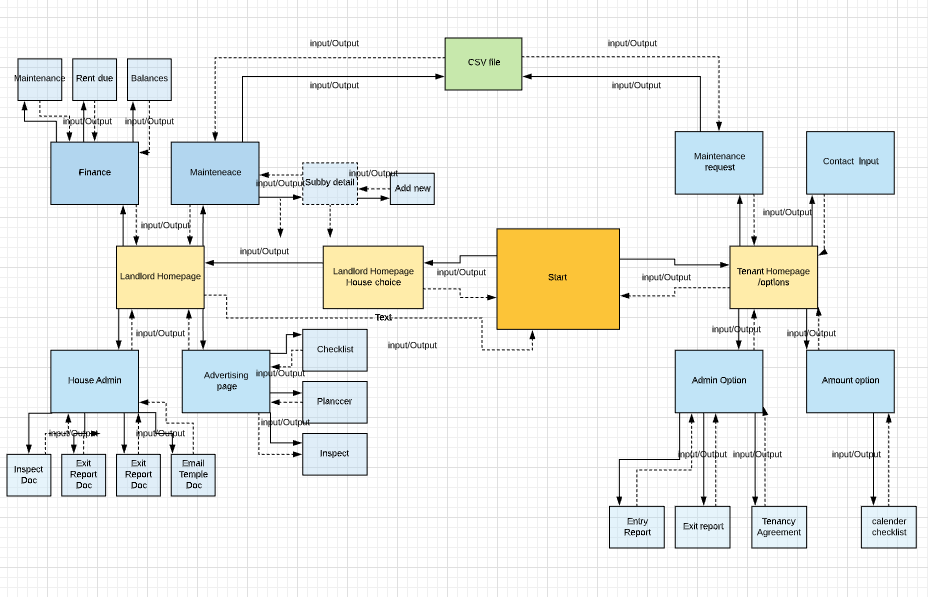 input/Output
input/Output
CSV file
Maintenance
Rent due
Balances
input/Output
input/Output
input/Output
input/Output
Finance
Mainteneace
Maintenance
request
Contact Input
input/Output
Subby detail
input/Output
Add new
input/Output
input/Output
input/Output
Landlord Homepage
Landlord Homepage
House choice
input/Output
Start
input/Output
Tenant Homepage
/options
Text
input/Output
input/Output
input/Output
input/Output
Checklist
input/Output
House Admin
Advertising
page
Admin Option
Amount option
Planccer
input/Output
input/Output
input/Output
Inspect
input/Output
input/Output
input/Output
Inspect
Doc
Exit
Report
Doc
Exit
Report
Doc
Email
Temple
Doc
Entry
Report
Exit report
Tenancy
Agreement
calender
checklist